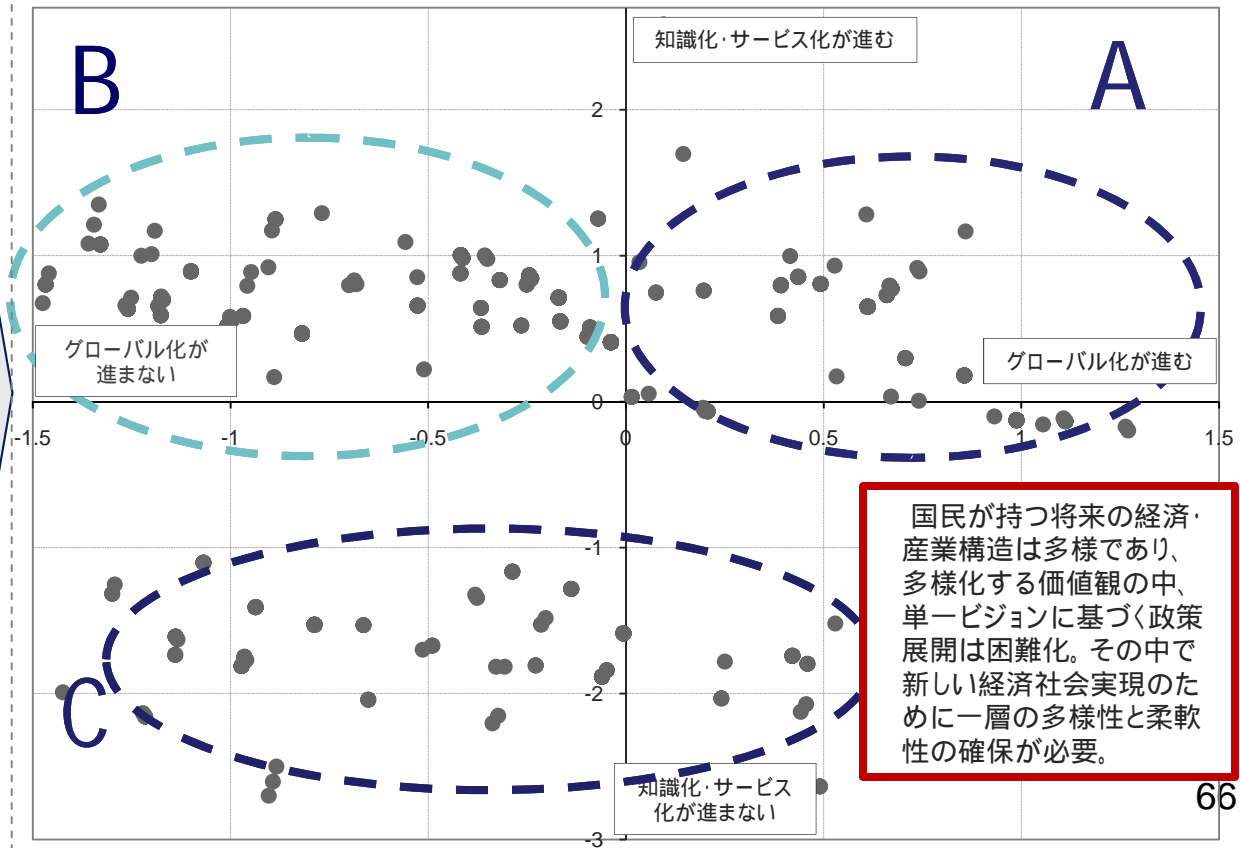 知識化・サービス化が進む
B
A
2
1
グローバル化が
進まない
グローバル化が進む
0
-1.5
-1
-0.5
0
0.5
1
1.5
国民が持つ将来の経済・
産業構造は多様であり、
多様化する価値観の中、
単一ビジョンに基づく政策
展開は困難化。その中で
新しい経済社会実現のた
めに一層の多様性と柔軟
性の確保が必要。
-1
-2
C
知識化・サービス
化が進まない
66
-3